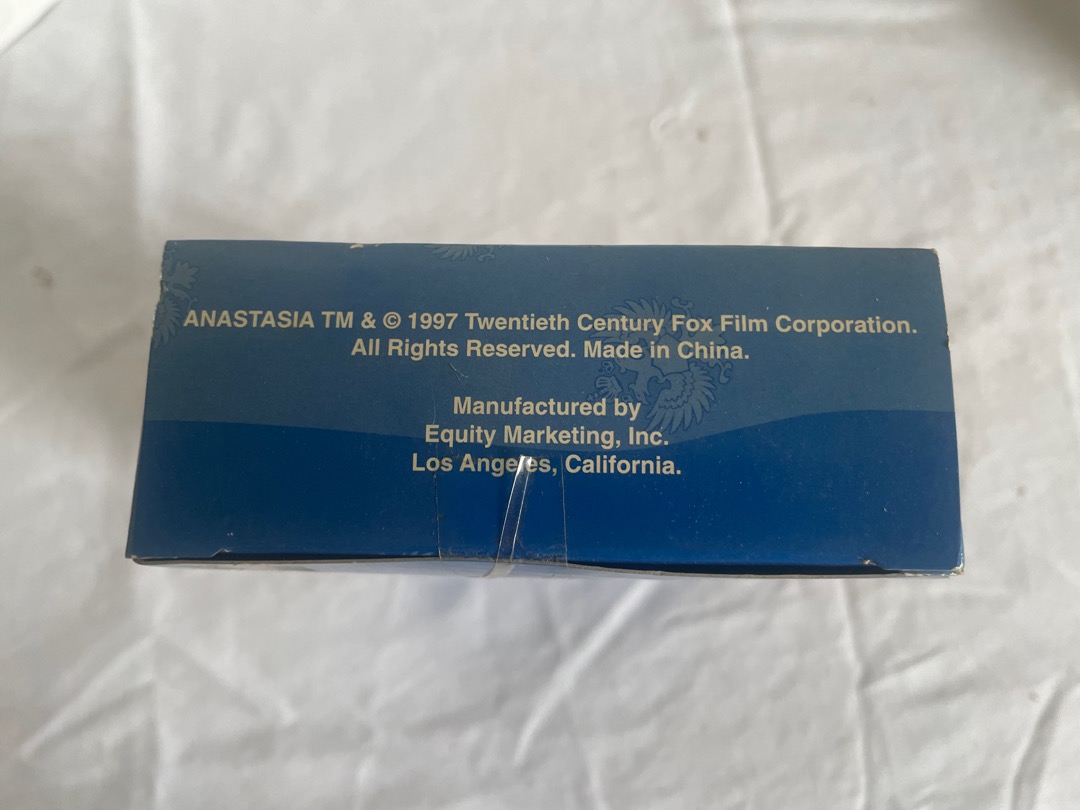 ANASTASIA TM & © 1997 Twentieth Century Fox Film Corporation.
All Rights Reserved. Made in China.
Manufactured by
Equity Marketing, Inc.
Los Angeles, California.